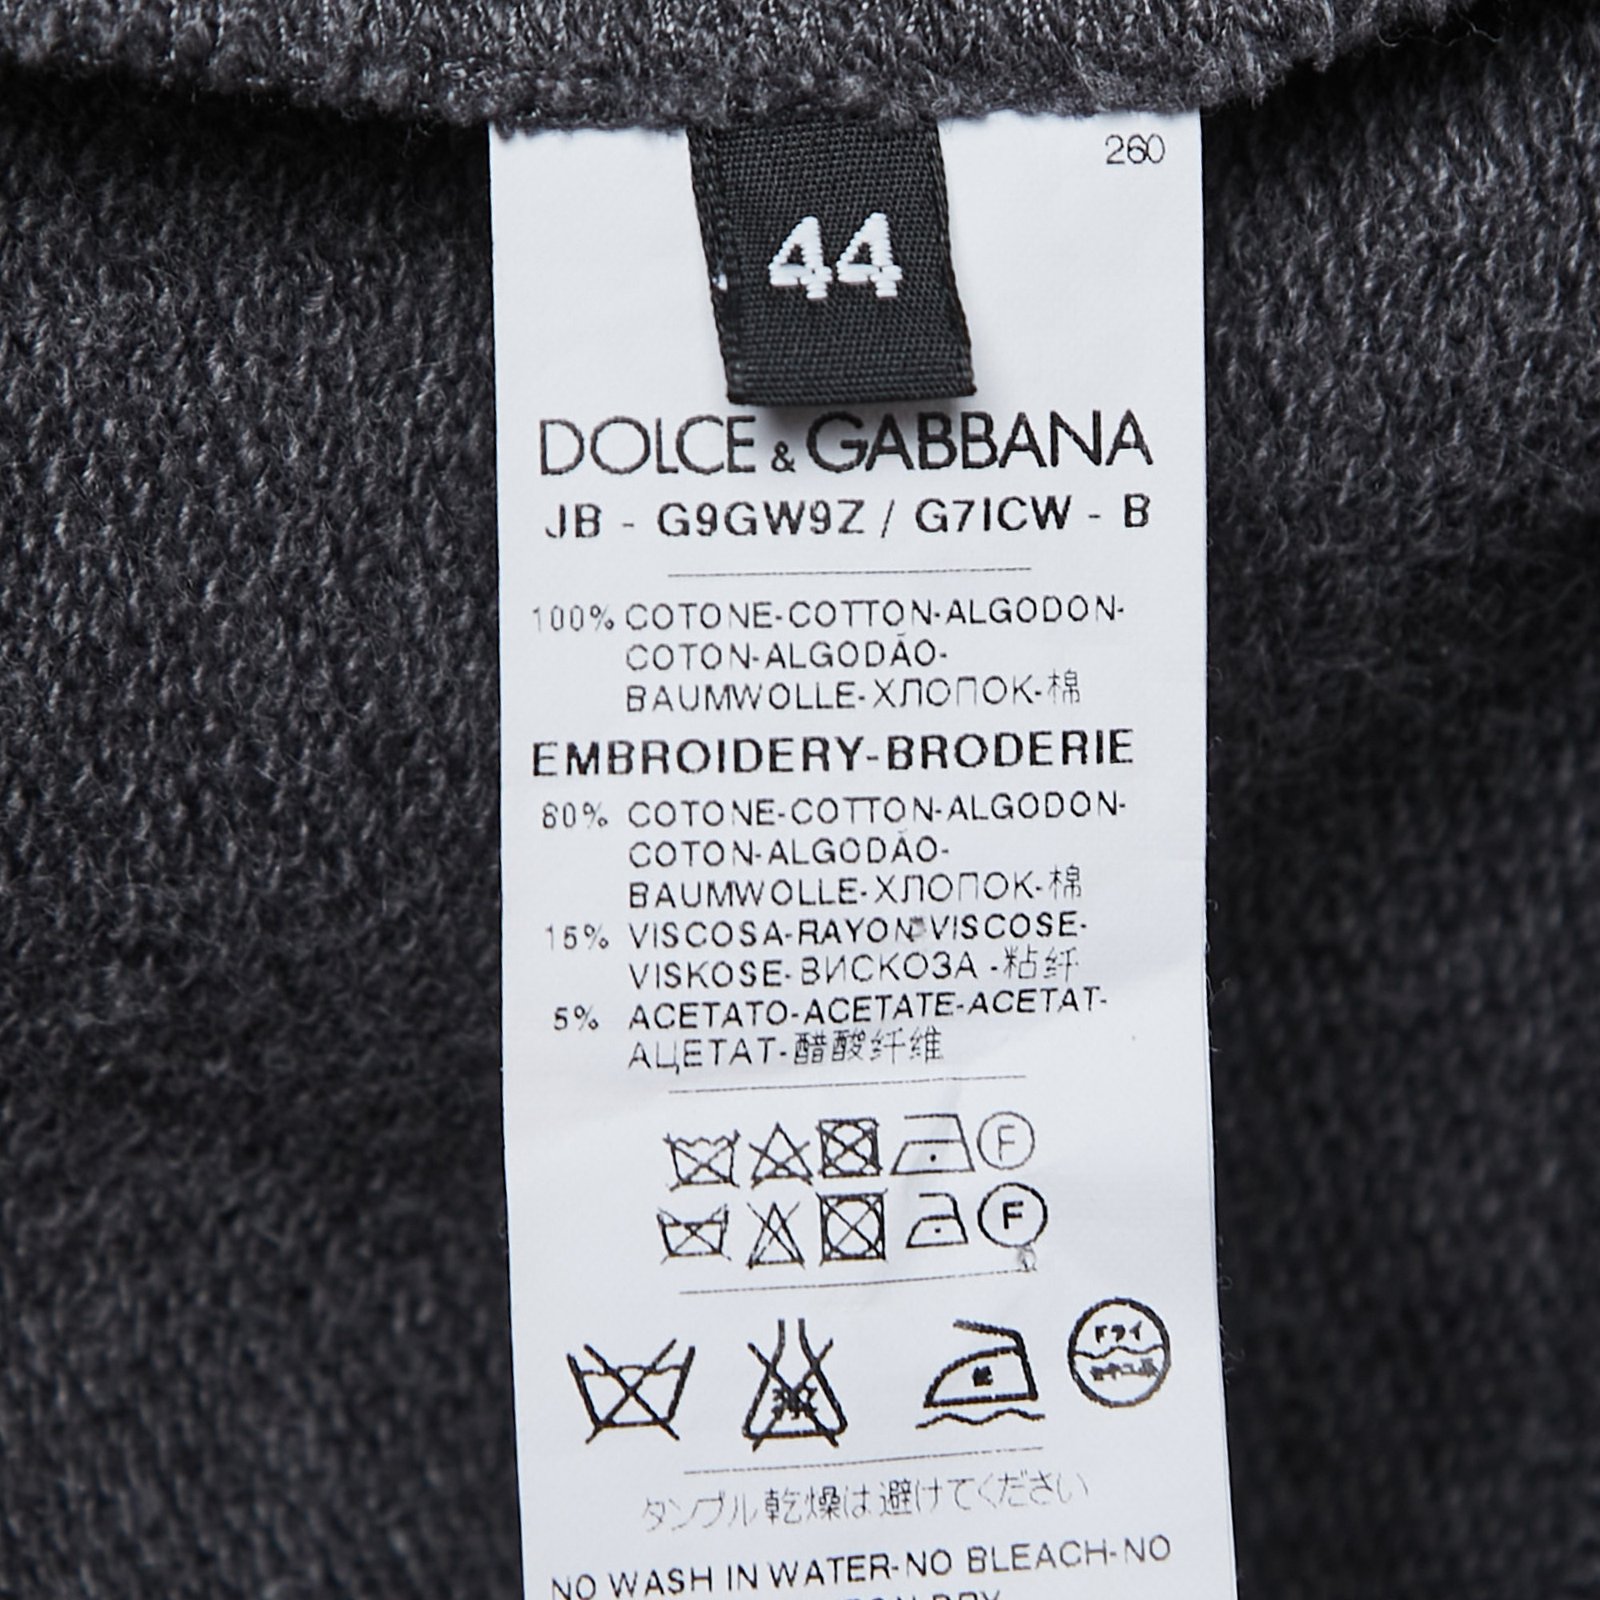 260
44
DOLCE & GABBANA
JB - G9GW9Z / G7ICW - B
100% COTONE-COTTON-ALGODON-
COTON-ALGODÃO-
BAUMWOLLE-ХЛОПОК-棉
EMBROIDERY-BRODERIE
80% COTONE-COTTON-ALGODON-
COTON-ALGODÃO-
BAUMWOLLE-ХЛОПОК-棉
15% VISCOSA-RAYON-VISCOSE-
VISKOSE-ВИСКОЗА -粘纤
5% ACETATO-ACETATE-ACETAT-
АЦЕТАТ-醋酸纤维
F
F
ドライ
タンブル乾燥は避けてください
NO WASH IN WATER-NO BLEACH-NO